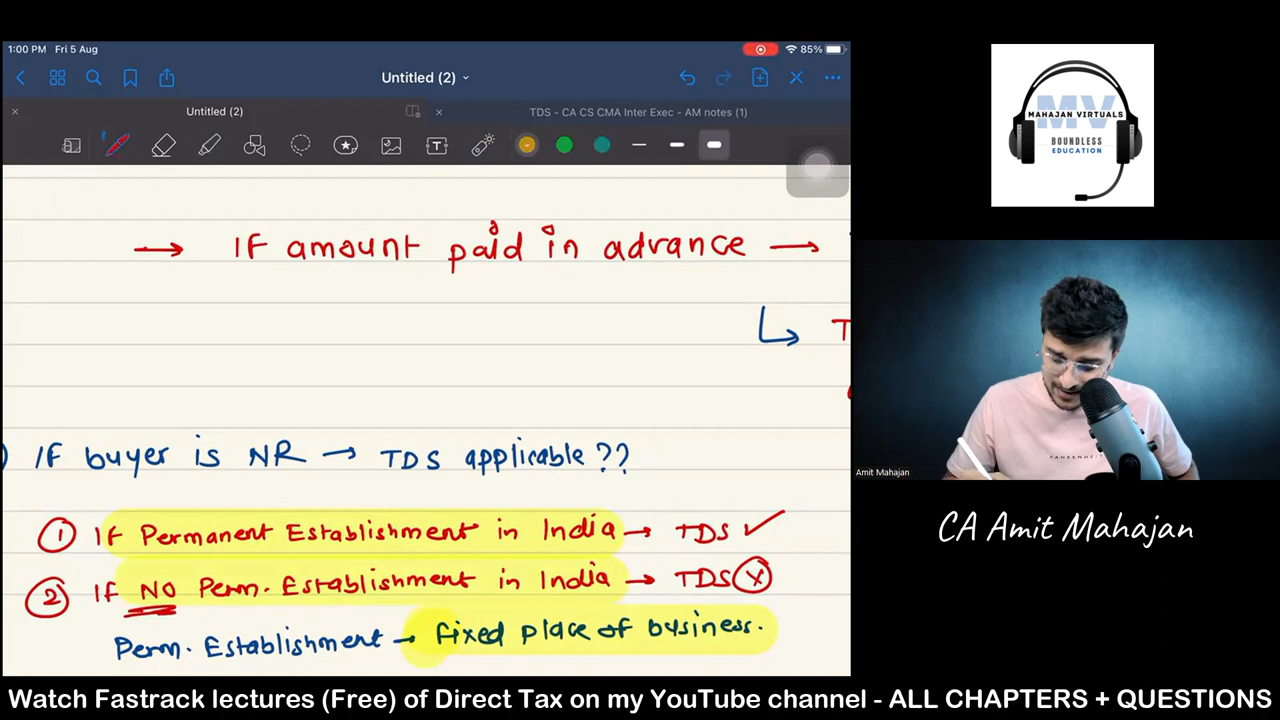 1:00 PM Fri 5 Aug
85%
Untitled (2)
Untitled (2)
TDS - CA CS CMA Inter Exec - AM notes (1)
T
→ IF amount paid in advance →
↳ T
IF buyer is NR → TDS applicable ??
① If Permanent Establishment in India → TDS ✓
② If NO Perm. Establishment in India → TDS ⓧ
Perm. Establishment → fixed place of business.
MV
MAHAJAN VIRTUALS
BOUNDLESS
EDUCATION
FAHRENHEIT
Amit Mahajan
CA Amit Mahajan
Watch Fastrack lectures (Free) of Direct Tax on my YouTube channel - ALL CHAPTERS + QUESTIONS